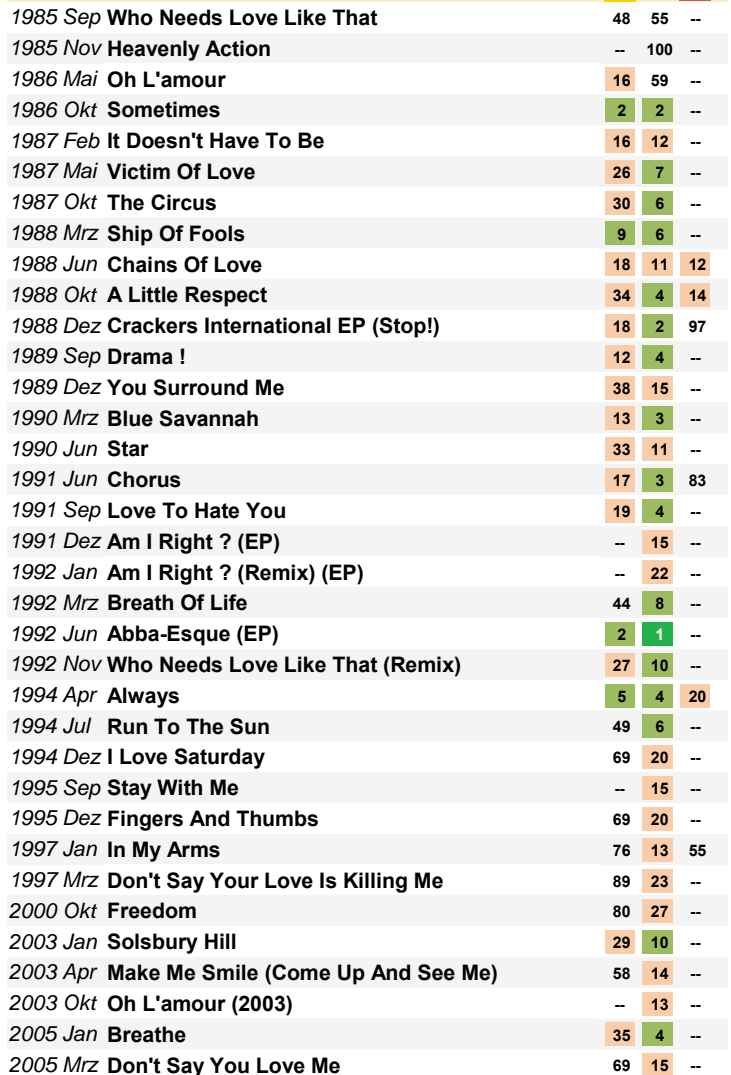 1985 Sep Who Needs Love Like That 48 55 --
1985 Nov Heavenly Action -- 100 --
1986 Mai Oh L'amour 16 59 --
1986 Okt Sometimes 2 2 --
1987 Feb It Doesn't Have To Be 16 12 --
1987 Mai Victim Of Love 26 7 --
1987 Okt The Circus 30 6 --
1988 Mrz Ship Of Fools 9 6 --
1988 Jun Chains Of Love 18 11 12
1988 Okt A Little Respect 34 4 14
1988 Dez Crackers International EP (Stop!) 18 2 97
1989 Sep Drama ! 12 4 --
1989 Dez You Surround Me 38 15 --
1990 Mrz Blue Savannah 13 3 --
1990 Jun Star 33 11 --
1991 Jun Chorus 17 3 83
1991 Sep Love To Hate You 19 4 --
1991 Dez Am I Right ? (EP) -- 15 --
1992 Jan Am I Right ? (Remix) (EP) -- 22 --
1992 Mrz Breath Of Life 44 8 --
1992 Jun Abba-Esque (EP) 2 1 --
1992 Nov Who Needs Love Like That (Remix) 27 10 --
1994 Apr Always 5 4 20
1994 Jul Run To The Sun 49 6 --
1994 Dez I Love Saturday 69 20 --
1995 Sep Stay With Me -- 15 --
1995 Dez Fingers And Thumbs 69 20 --
1997 Jan In My Arms 76 13 55
1997 Mrz Don't Say Your Love Is Killing Me 89 23 --
2000 Okt Freedom 80 27 --
2003 Jan Solsbury Hill 29 10 --
2003 Apr Make Me Smile (Come Up And See Me) 58 14 --
2003 Okt Oh L'amour (2003) -- 13 --
2005 Jan Breathe 35 4 --
2005 Mrz Don't Say You Love Me 69 15 --